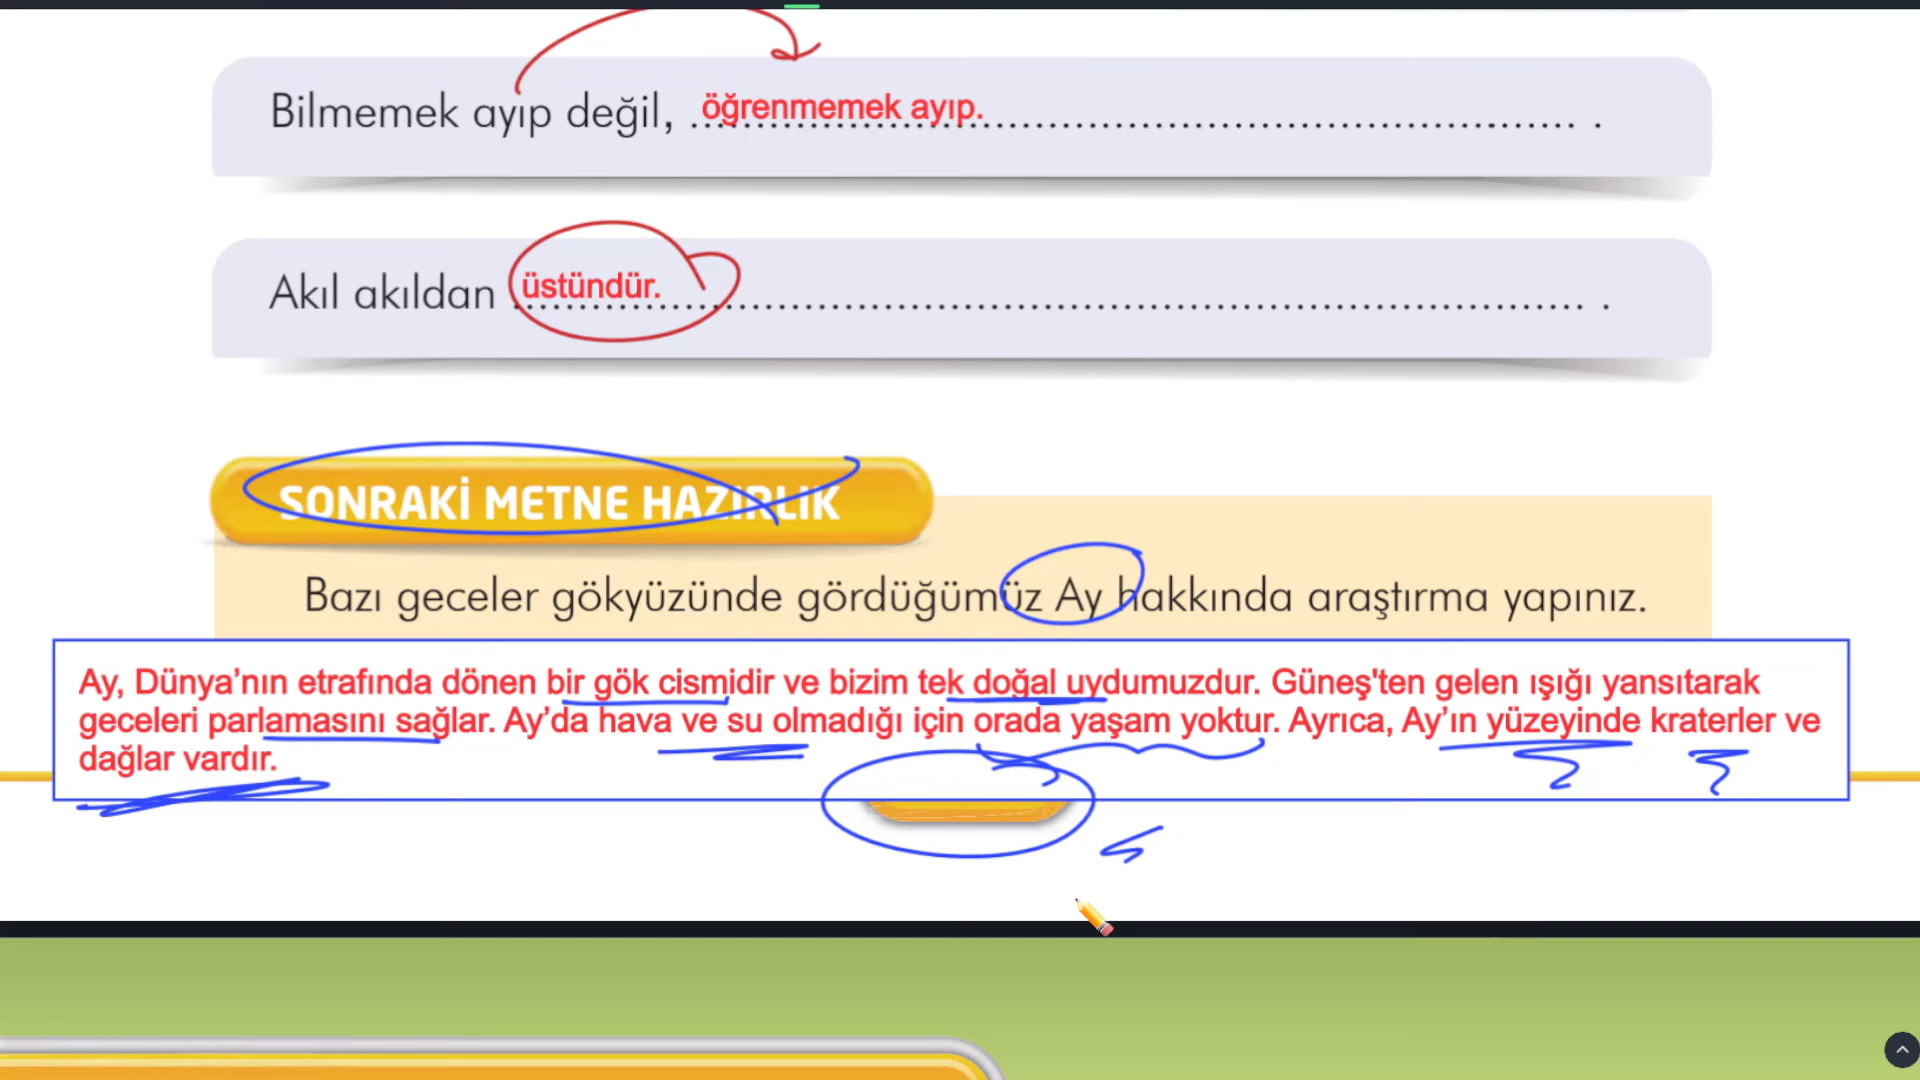 Bilmemek ayıp değil, öğrenmemek ayıp. .
Akıl akıldan üstündür. .
SONRAKİ METNE HAZIRLIK
Bazı geceler gökyüzünde gördüğümüz Ay hakkında araştırma yapınız.
Ay, Dünya’nın etrafında dönen bir gök cismidir ve bizim tek doğal uydumuzdur. Güneş'ten gelen ışığı yansıtarak
geceleri parlamasını sağlar. Ay’da hava ve su olmadığı için orada yaşam yoktur. Ayrıca, Ay’ın yüzeyinde kraterler ve
dağlar vardır.